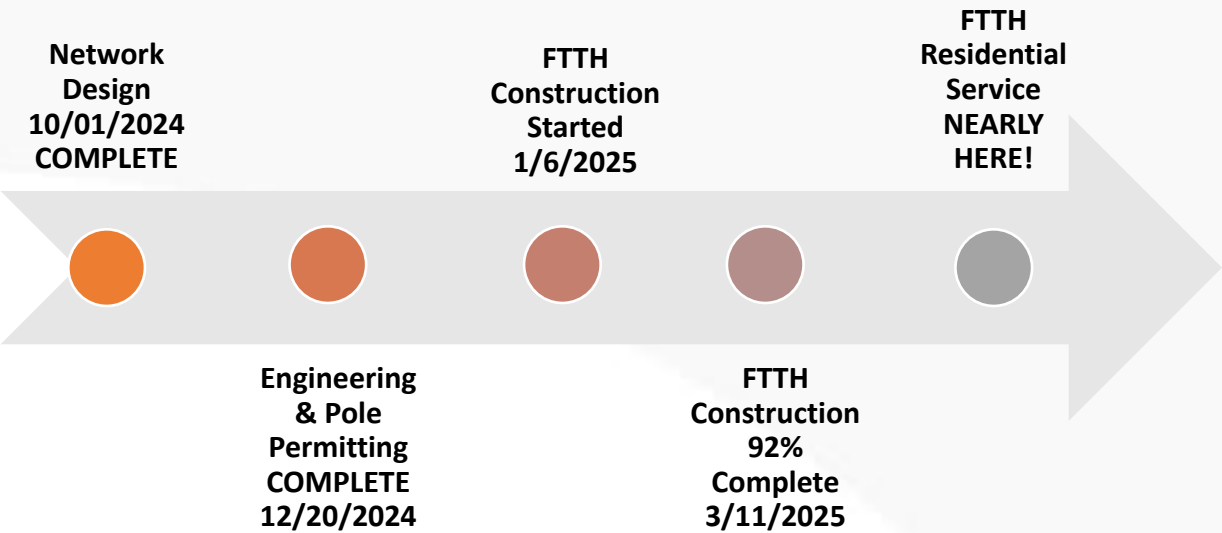 Network
Design
10/01/2024
COMPLETE
Engineering
& Pole
Permitting
COMPLETE
12/20/2024
FTTH
Construction
Started
1/6/2025
FTTH
Construction
92%
Complete
3/11/2025
FTTH
Residential
Service
NEARLY
HERE!